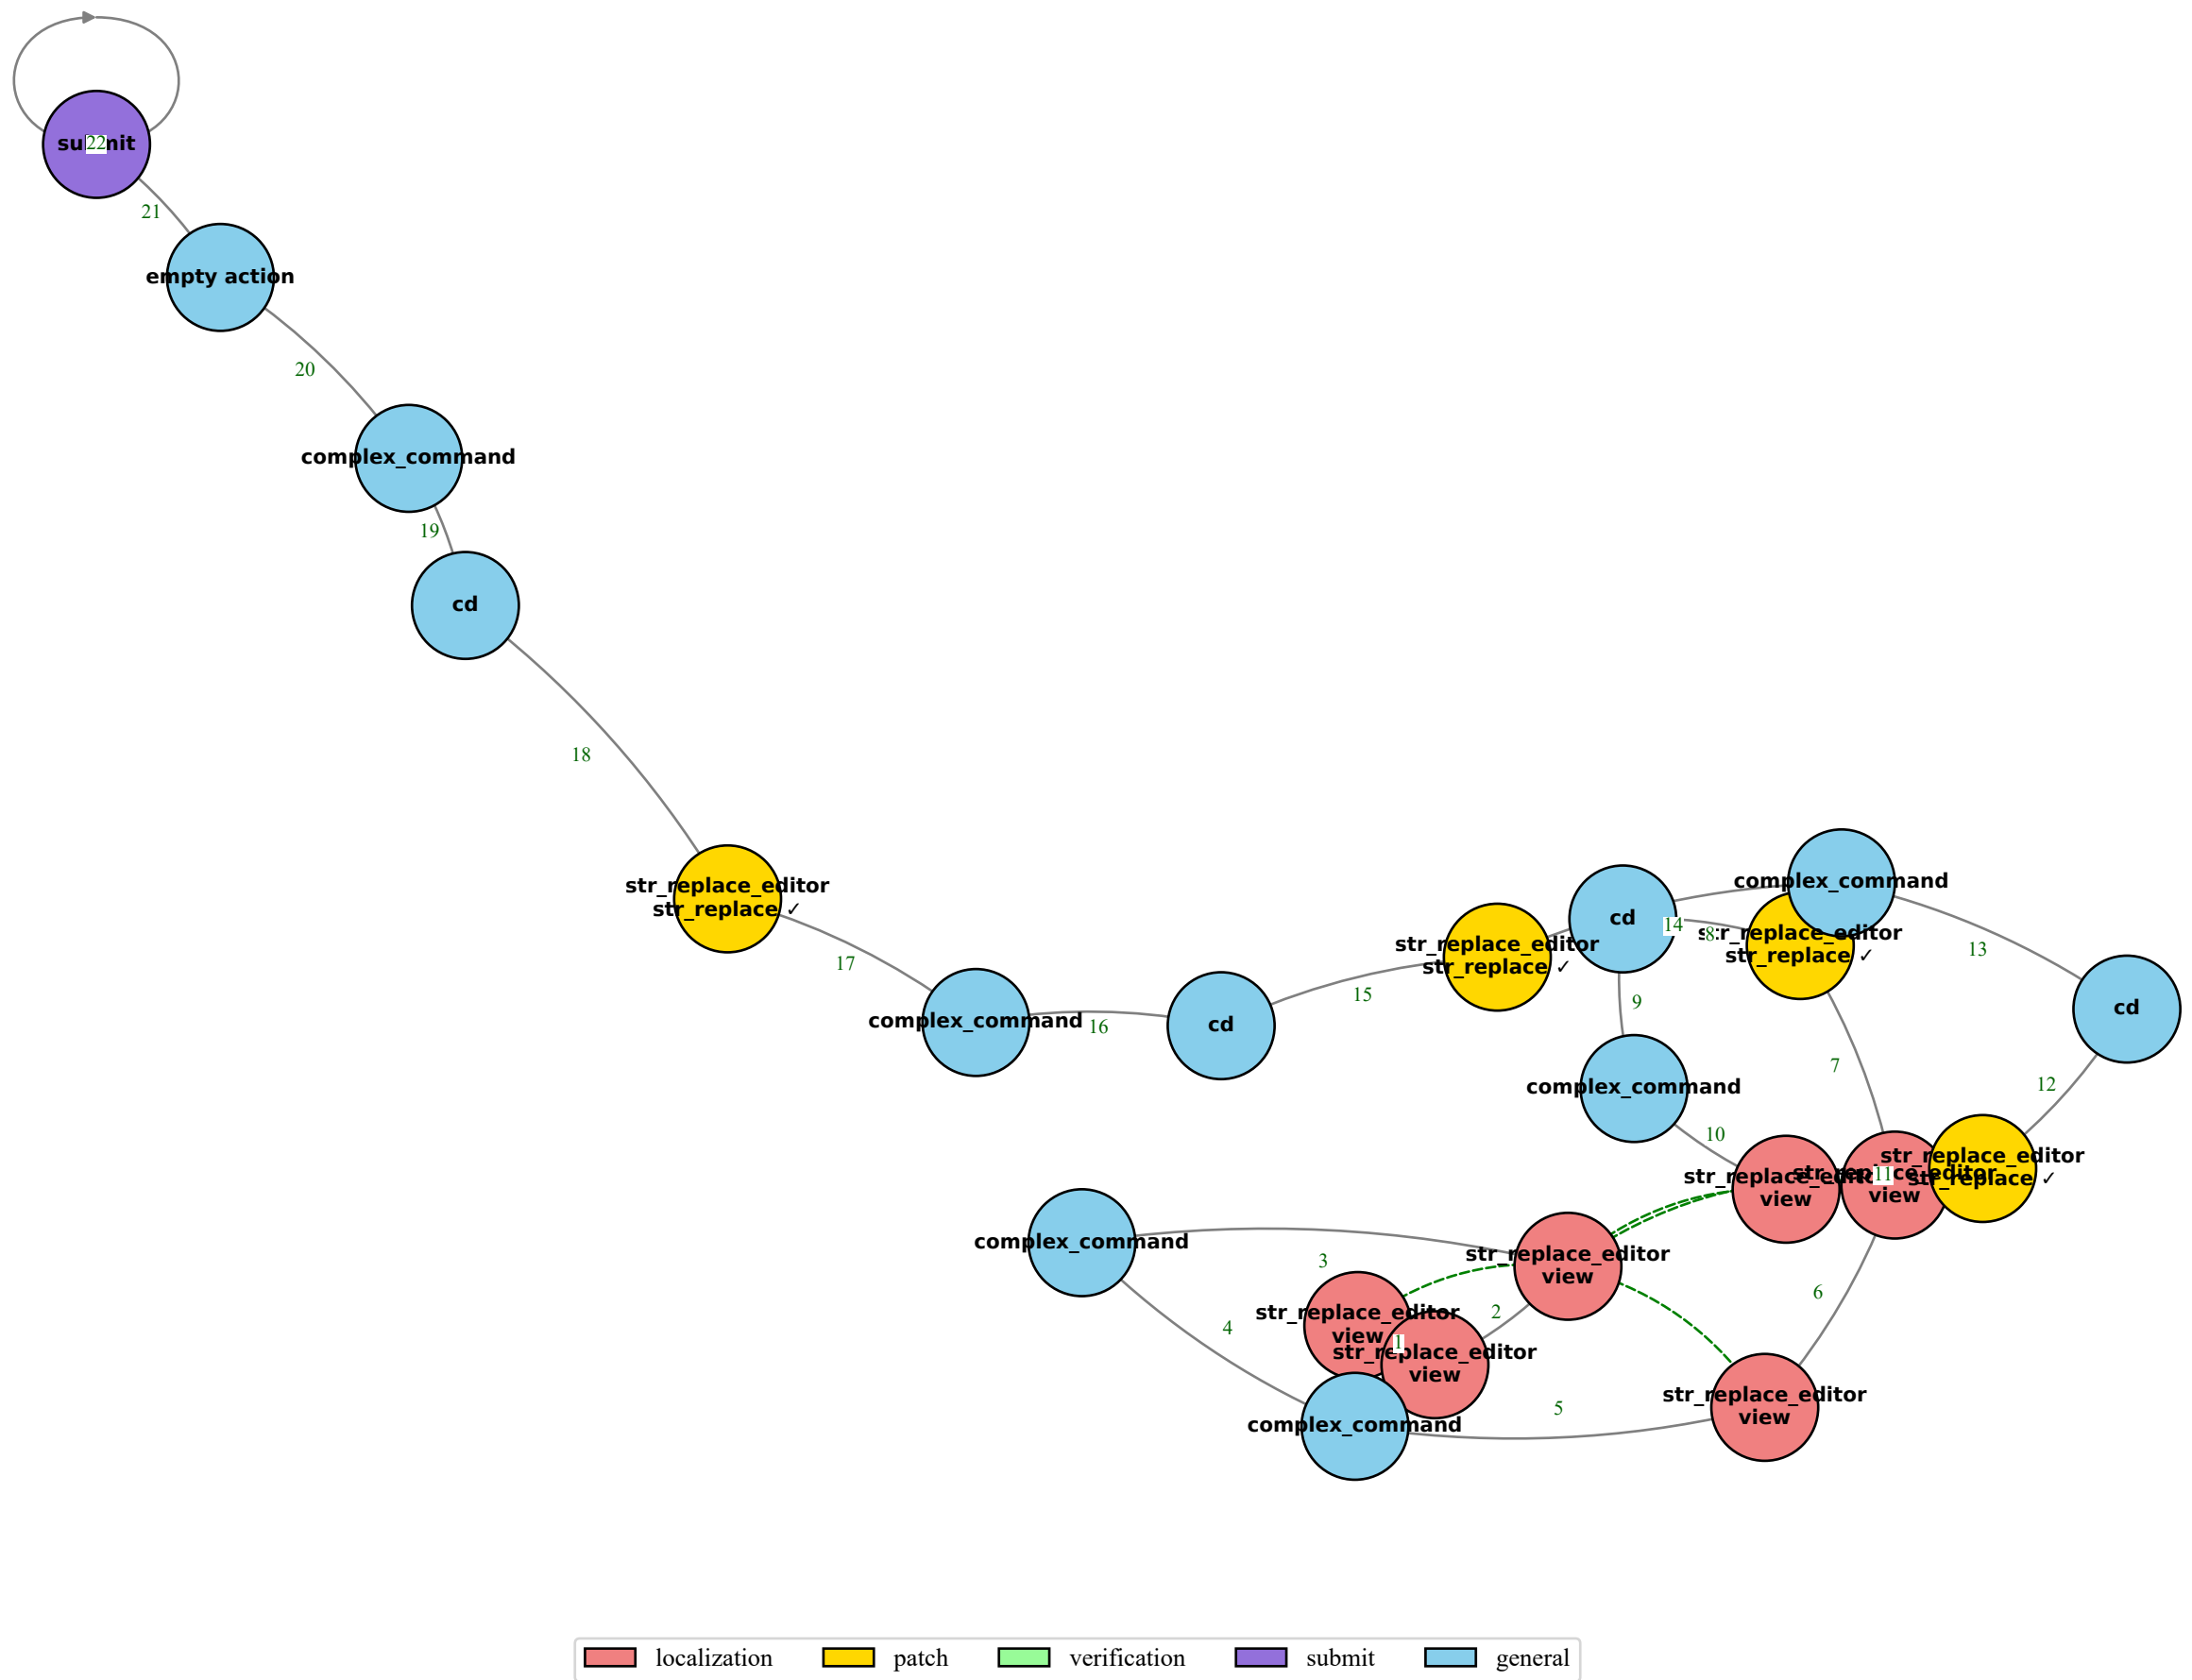 submit
22
21
empty action
20
complex_command
19
cd
18
str_replace_editor
str_replace ✓
17
complex_command
16
cd
15
str_replace_editor
str_replace ✓
cd
14
8
complex_command
str_replace_editor
str_replace ✓
13
cd
9
7
12
complex_command
10
str_replace_editor
view
str_replace_editor
view
11
str_replace_editor
str_replace ✓
complex_command
3
str_replace_editor
view
6
4
str_replace_editor
view
1
2
str_replace_editor
view
complex_command
5
str_replace_editor
view
localization
patch
verification
submit
general